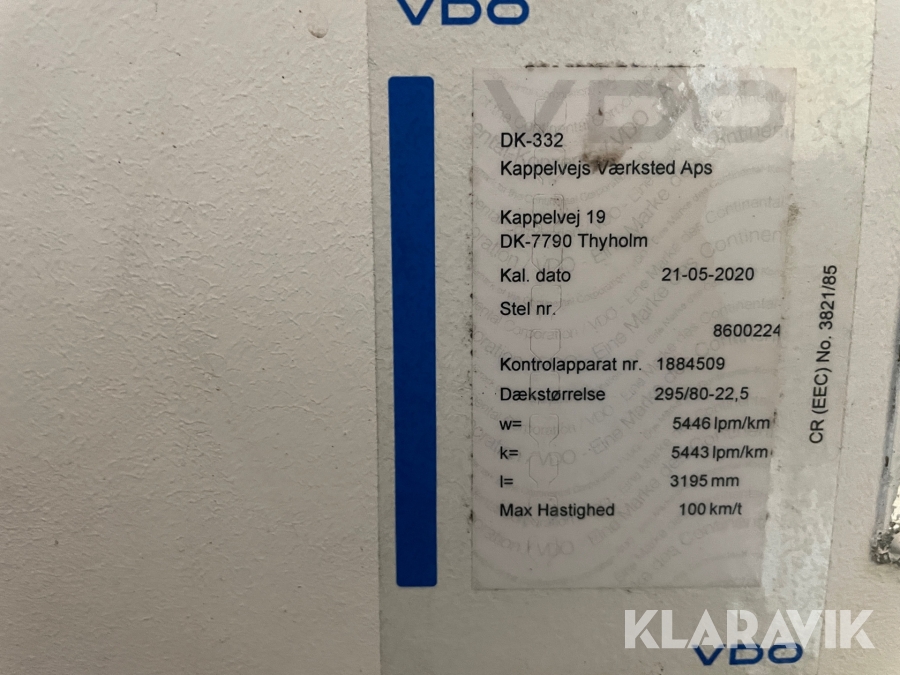 VDO
VDO
DK-332
Kappelvejs Værksted Aps
Kappelvej 19
DK-7790 Thyholm
Kal. dato 21-05-2020
Stel nr.
8600224
Kontrolapparat nr. 1884509
Dækstørrelse 295/80-22,5
w= 5446 lpm/km
k= 5443 lpm/km
l= 3195 mm
Max Hastighed 100 km/t
CR (EEC) No. 3821/85
KLARAVIK
VDO